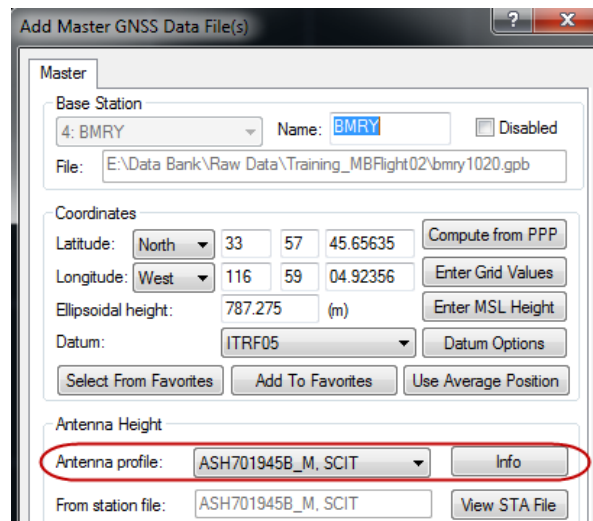 Add Master GNSS Data File(s)
? X
Master
Base Station
4: BMRY Name: BMRY Disabled
File: E:\Data Bank\Raw Data\Training_MBFlight02\bmry1020.gpb
Coordinates
Latitude: North 33 57 45.65635 Compute from PPP
Longitude: West 116 59 04.92356 Enter Grid Values
Ellipsoidal height: 787.275 (m) Enter MSL Height
Datum: ITRF05 Datum Options
Select From Favorites Add To Favorites Use Average Position
Antenna Height
Antenna profile: ASH701945B_M, SCIT Info
From station file: ASH701945B_M, SCIT View STA File